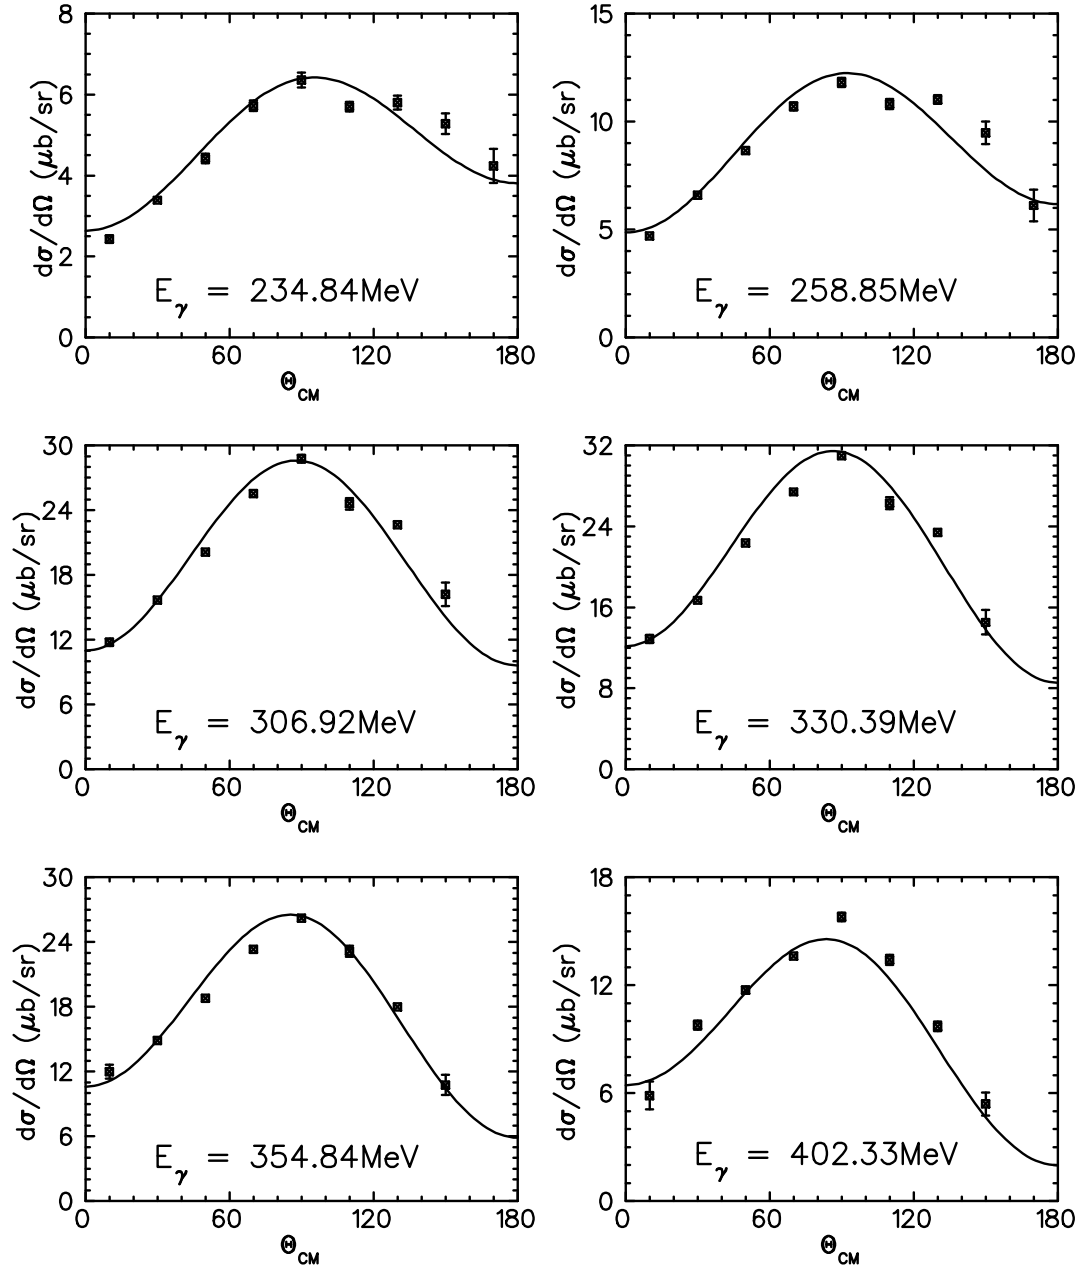 8
6
4
2
0
dσ/dΩ (μb/sr)
E_γ = 234.84MeV
0 60 120 180
Θ_CM
15
10
5
0
dσ/dΩ (μb/sr)
E_γ = 258.85MeV
0 60 120 180
Θ_CM
30
24
18
12
6
0
dσ/dΩ (μb/sr)
E_γ = 306.92MeV
0 60 120 180
Θ_CM
32
24
16
8
0
dσ/dΩ (μb/sr)
E_γ = 330.39MeV
0 60 120 180
Θ_CM
30
24
18
12
6
0
dσ/dΩ (μb/sr)
E_γ = 354.84MeV
0 60 120 180
Θ_CM
18
12
6
0
dσ/dΩ (μb/sr)
E_γ = 402.33MeV
0 60 120 180
Θ_CM